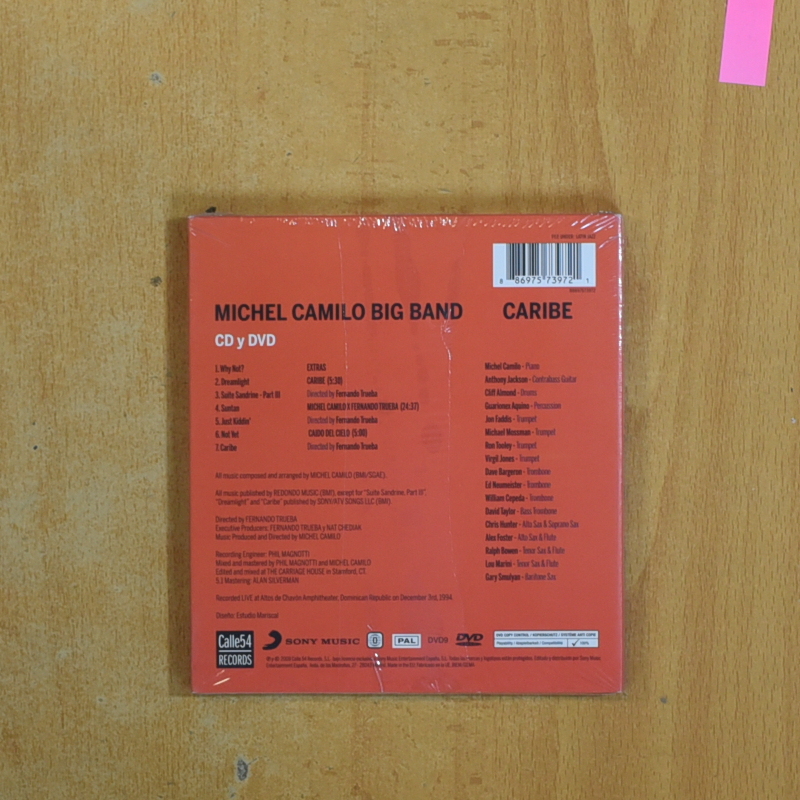 FILE UNDER: LATIN JAZZ
8 86975 73972 1
MICHEL CAMILO BIG BAND CARIBE
CD y DVD
1. Why Not?
2. Dreamlight
3. Suite Sandrine - Part III
4. Suntan
5. Just Kiddin'
6. Not Yet
7. Caribe
EXTRAS
CARIBE (5:30)
Directed by Fernando Trueba
MICHEL CAMILO X FERNANDO TRUEBA (24:37)
Directed by Fernando Trueba
CAIDO DEL CIELO (5:00)
Directed by Fernando Trueba
Michel Camilo - Piano
Anthony Jackson - Contrabass Guitar
Cliff Almond - Drums
Guarionex Aquino - Percussion
Jon Faddis - Trumpet
Michael Mossman - Trumpet
Ron Tooley - Trumpet
Virgil Jones - Trumpet
Dave Bargeron - Trombone
Ed Neumeister - Trombone
William Cepeda - Trombone
David Taylor - Bass Trombone
Chris Hunter - Alto Sax & Soprano Sax
Alex Foster - Alto Sax & Flute
Ralph Bowen - Tenor Sax & Flute
Lou Marini - Tenor Sax & Flute
Gary Smulyan - Baritone Sax
All music composed and arranged by MICHEL CAMILO (BMI/SGAE).
All music published by REDONDO MUSIC (BMI), except for "Suite Sandrine, Part III",
"Dreamlight" and "Caribe" published by SONY/ATV SONGS LLC (BMI)
Directed by FERNANDO TRUEBA
Executive Producers: FERNANDO TRUEBA y NAT CHEDIAK
Music Produced and Directed by MICHEL CAMILO
Recording Engineer: PHIL MAGNOTTI
Mixed and mastered by PHIL MAGNOTTI and MICHEL CAMILO
Edited and mixed at THE CARRIAGE HOUSE in Stamford, CT.
5.1 Mastering: ALAN SILVERMAN
Recorded LIVE at Altos de Chavón Amphitheater, Dominican Republic on December 3rd, 1994
Diseño: Estudio Mariscal
Calle54
RECORDS
SONY MUSIC
0
PAL
DVD9
DVD